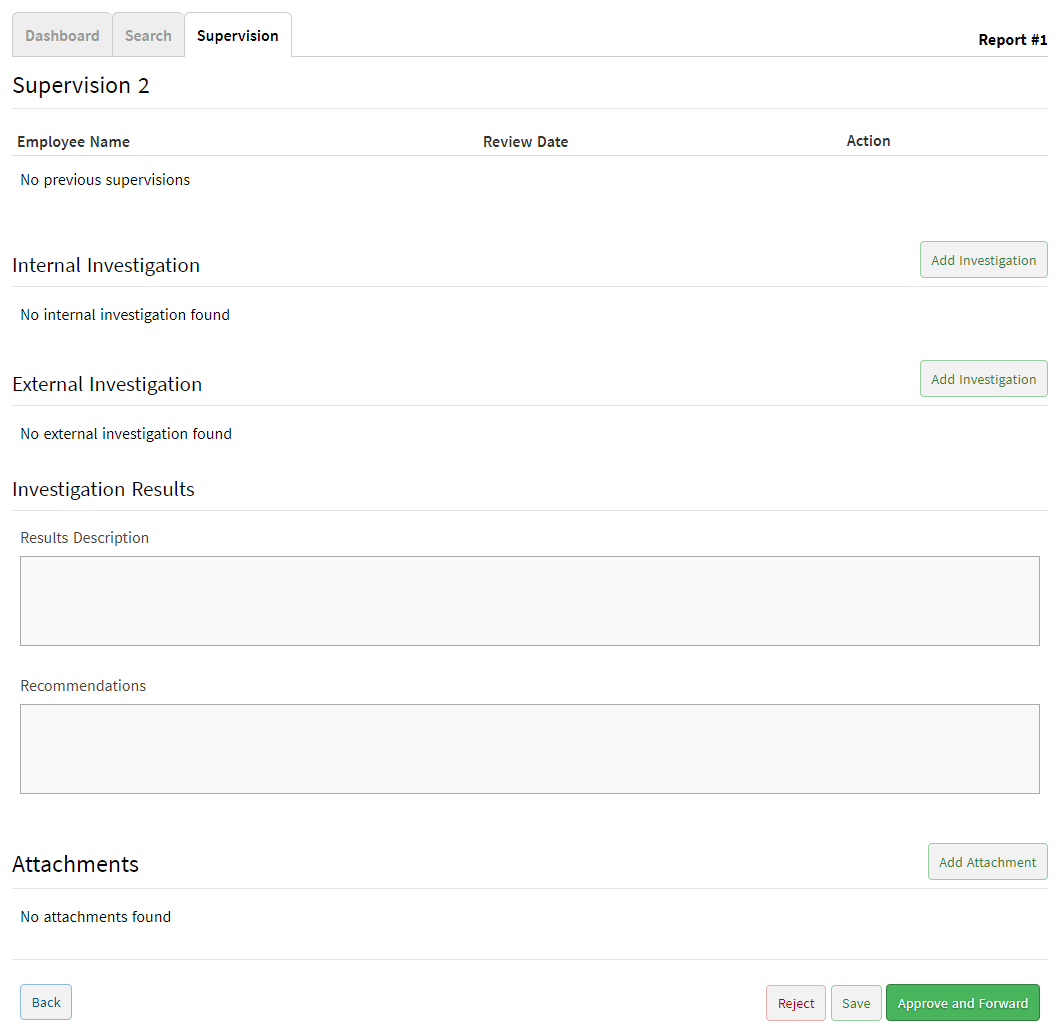 Dashboard Search Supervision
Report #1
Supervision 2
Employee Name Review Date Action
No previous supervisions
Internal Investigation Add Investigation
No internal investigation found
External Investigation Add Investigation
No external investigation found
Investigation Results
Results Description
Recommendations
Attachments Add Attachment
No attachments found
Back Reject Save Approve and Forward